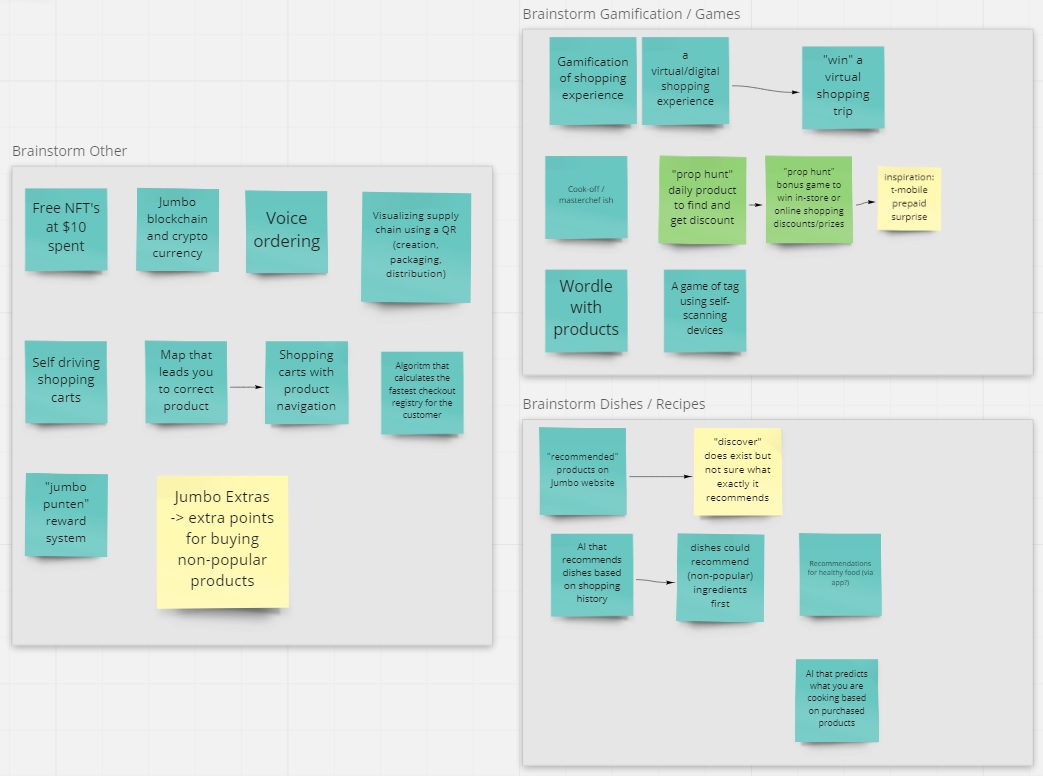 Brainstorm Other
Free NFT's
at $10
spent
Jumbo
blockchain
and crypto
currency
Voice
ordering
Visualizing supply
chain using a QR
(creation,
packaging,
distribution)
Self driving
shopping
carts
Map that
leads you
to correct
product
Shopping
carts with
product
navigation
Algoritm that
calculates the
fastest checkout
registry for the
customer
"jumbo
punten"
reward
system
Jumbo Extras
-> extra points
for buying
non-popular
products
Brainstorm Gamification / Games
Gamification
of shopping
experience
a
virtual/digital
shopping
experience
"win" a
virtual
shopping
trip
Cook-off /
masterchef ish
"prop hunt"
daily product
to find and
get discount
"prop hunt"
bonus game to
win in-store or
online shopping
discounts/prizes
inspiration:
t-mobile
prepaid
surprise
Wordle
with
products
A game of tag
using self-
scanning
devices
Brainstorm Dishes / Recipes
"recommended"
products on
Jumbo website
"discover"
does exist but
not sure what
exactly it
recommends
AI that
recommends
dishes based
on shopping
history
dishes could
recommend
(non-popular)
ingredients
first
Recommendations
for healthy food (via
app?)
AI that predicts
what you are
cooking based
on purchased
products